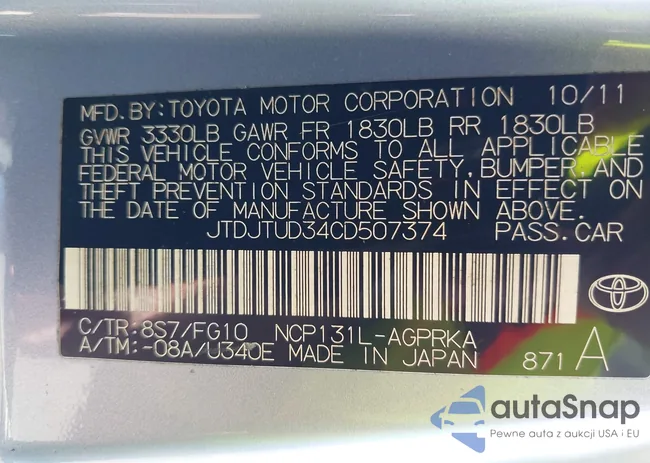 MFD.BY:TOYOTA MOTOR CORPORATION 10/11
GVWR 3330LB GAWR FR 1830LB RR 1830LB
THIS VEHICLE CONFORMS TO ALL APPLICABLE
FEDERAL MOTOR VEHICLE SAFETY,BUMPER,AND
THEFT PREVENTION STANDARDS IN EFFECT ON
THE DATE OF MANUFACTURE SHOWN ABOVE.
JTDJTUD34CD507374 PASS.CAR
C/TR:8S7/FG10 NCP131L-AGPRKA
A/TM:-08A/U340E MADE IN JAPAN 871 A
autaSnap
Pewne auta z aukcji USA i EU